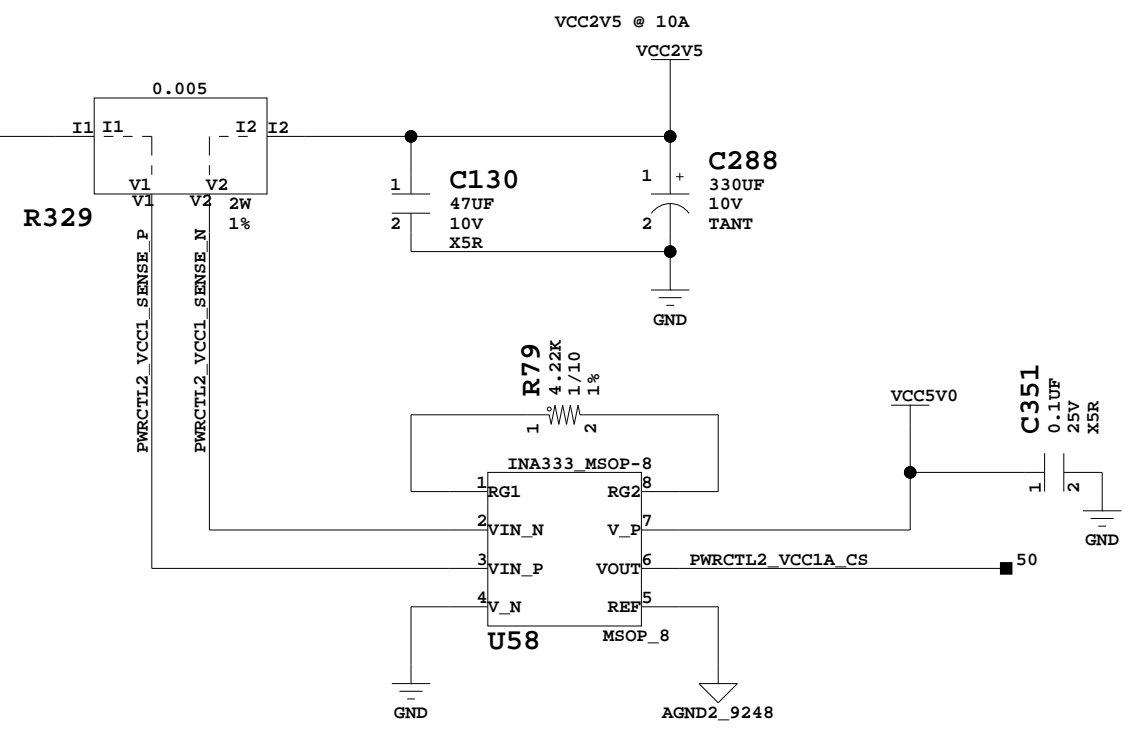 VCC2V5 @ 10A
VCC2V5
0.005
I1 I1 I2 I2
V1 V2
V1 V2 2W
R329 1%
PWRCTL2_VCC1_SENSE_P
PWRCTL2_VCC1_SENSE_N
1 C130
47UF
2 10V
X5R
C288
1 + 330UF
10V
2 TANT
GND
R79
4.22K
1/10
1%
1 2
VCC5V0
C351
0.1UF
25V
X5R
1 2
GND
INA333_MSOP-8
1 RG1 RG2 8
2 VIN_N V_P 7
3 VIN_P VOUT 6 PWRCTL2_VCC1A_CS 50
4 V_N REF 5
U58 MSOP_8
GND
AGND2_9248